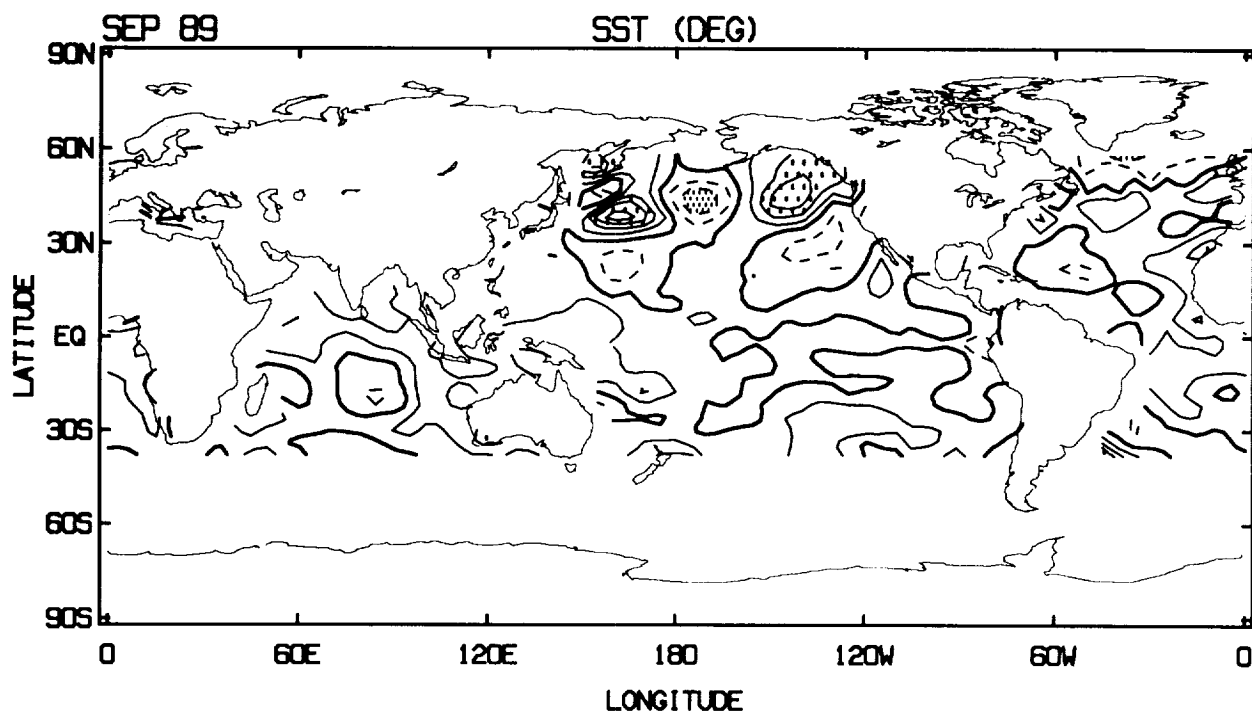 SEP 89 SST (DEG)
90N
60N
30N
EQ
30S
60S
90S
LATITUDE
0 60E 120E 180 120W 60W 0
LONGITUDE